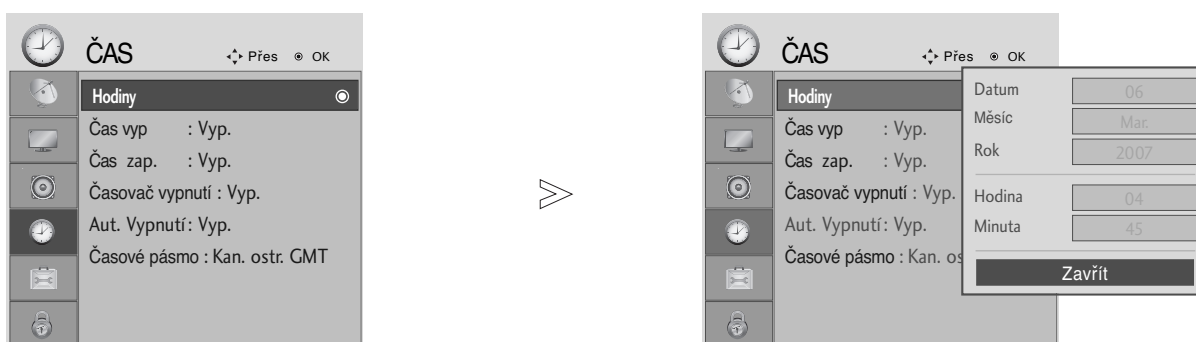 ČAS
Přes OK
Hodiny
Čas vyp : Vyp.
Čas zap. : Vyp.
Časovač vypnutí : Vyp.
Aut. Vypnutí : Vyp.
Časové pásmo : Kan. ostr. GMT
ČAS
Přes OK
Hodiny
Čas vyp : Vyp.
Čas zap. : Vyp.
Časovač vypnutí : Vyp.
Aut. Vypnutí : Vyp.
Časové pásmo : Kan. os
Datum 06
Měsíc Mar.
Rok 2007
Hodina 04
Minuta 45
Zavřít